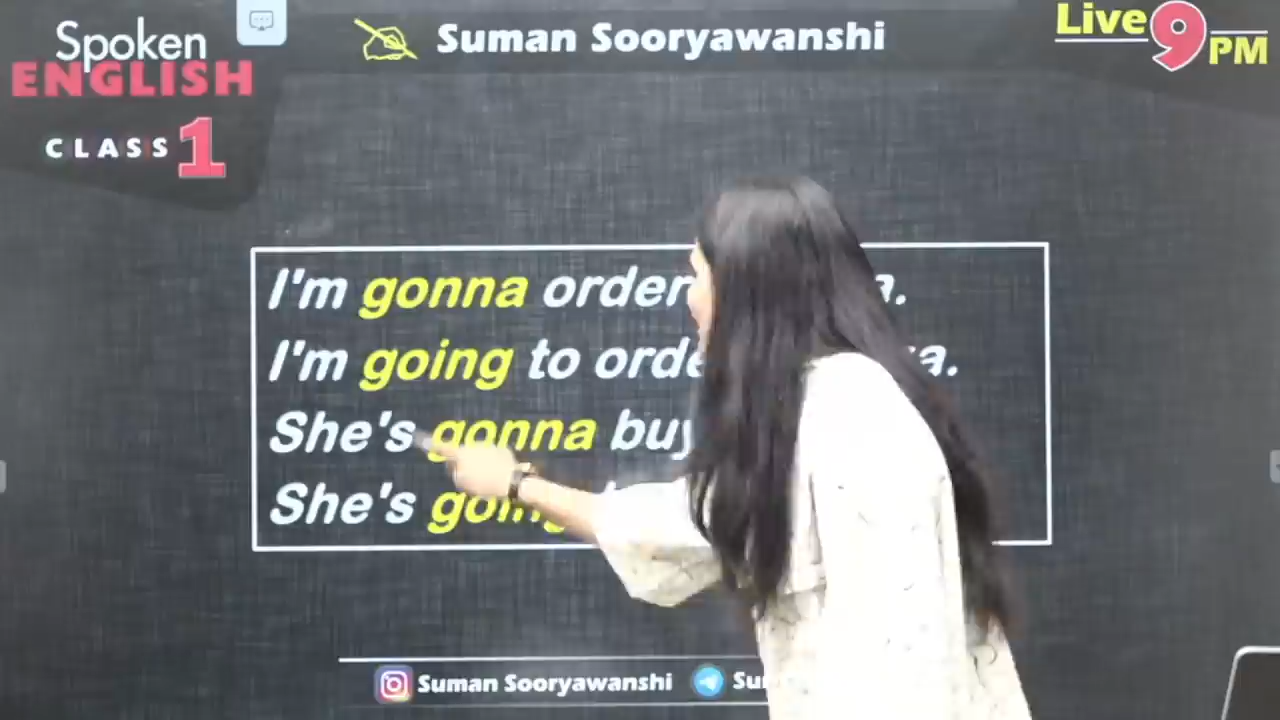 Spoken
ENGLISH
CLASS 1
Suman Sooryawanshi
Live 9 PM
I'm gonna order
I'm going to
She's gonna buy
She's going
Suman Sooryawanshi